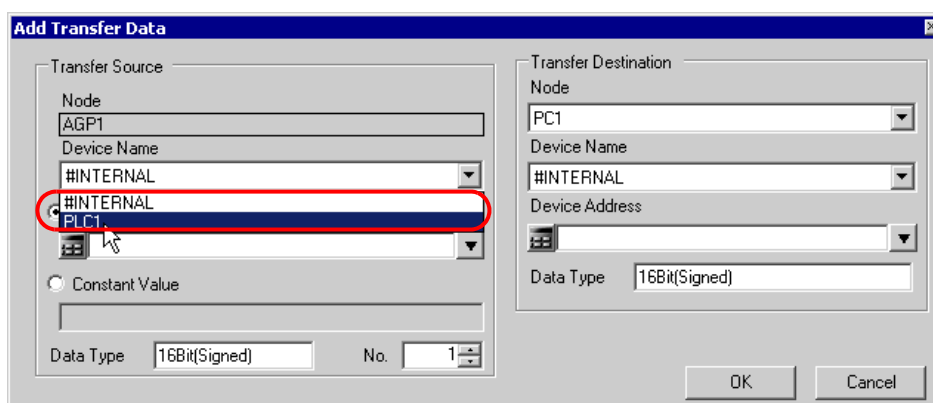 Add Transfer Data
Transfer Source
Node
AGP1
Device Name
#INTERNAL
#INTERNAL
PLC1
Constant Value
Data Type 16Bit(Signed) No. 1
Transfer Destination
Node
PC1
Device Name
#INTERNAL
Device Address
Data Type 16Bit(Signed)
OK Cancel